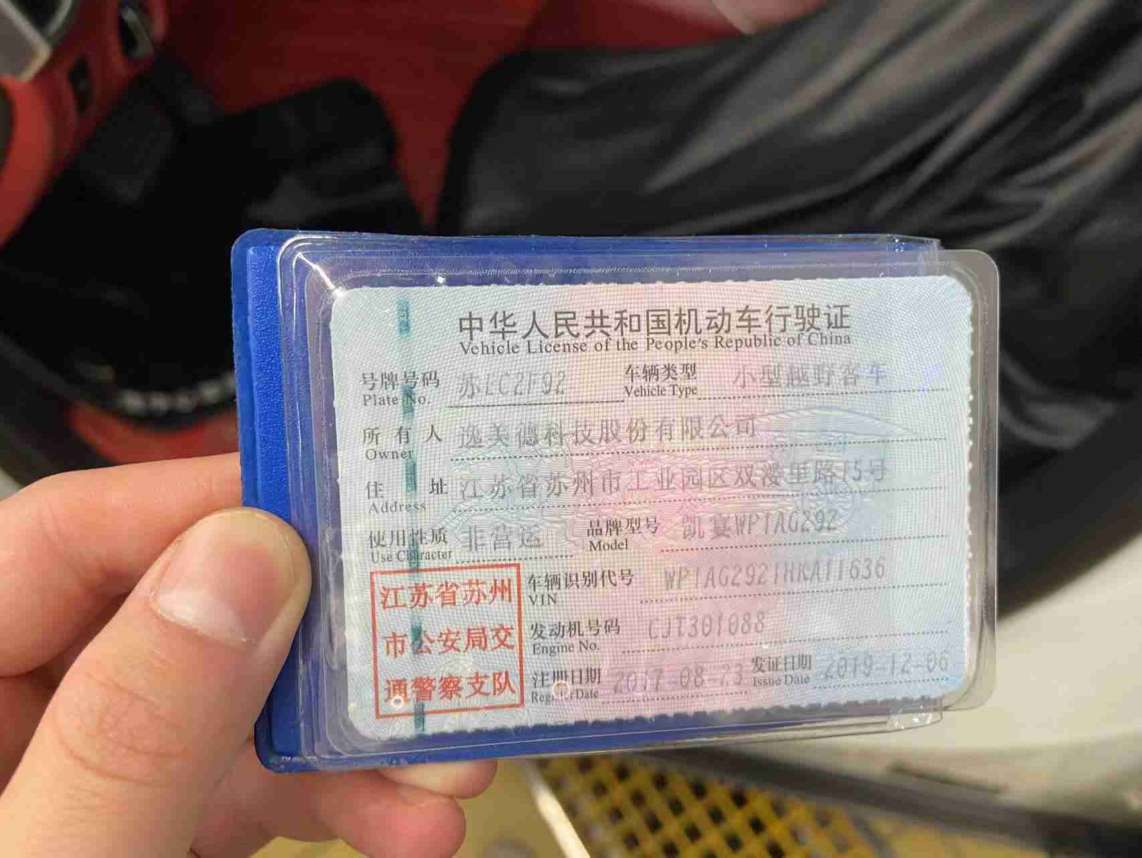 中华人民共和国机动车行驶证
Vehicle License of the People's Republic of China
号牌号码 苏LC2F92 车辆类型 小型越野客车
Plate No. Vehicle Type
所有人 逸美德科技股份有限公司
Owner
住址 江苏省苏州市工业园区双溇里路15号
Address
使用性质 非营运 品牌型号 凯宴WP1AG292
Use Character Model
江苏省苏州
市公安局交
通警察支队
车辆识别代号 WP1AG2921HKA11636
VIN
发动机号码 CJT301088
Engine No.
注册日期 2017-08-23 发证日期 2019-12-06
Register Date Issue Date